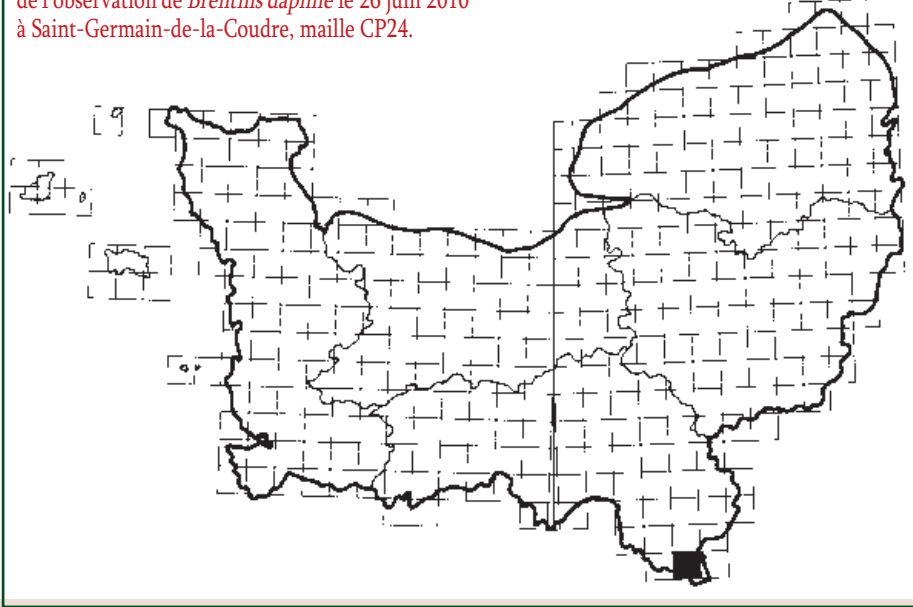 de l'observation de Brenthis daphne le 26 juin 2010
à Saint-Germain-de-la-Coudre, maille CP24.